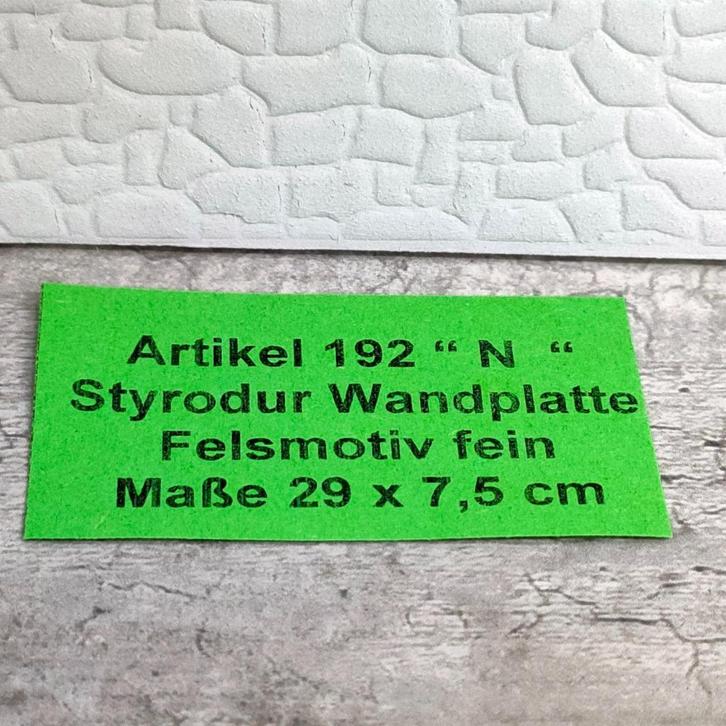 Artikel 192 “ N “
Styrodur Wandplatte
Felsmotiv fein
Maße 29 x 7,5 cm